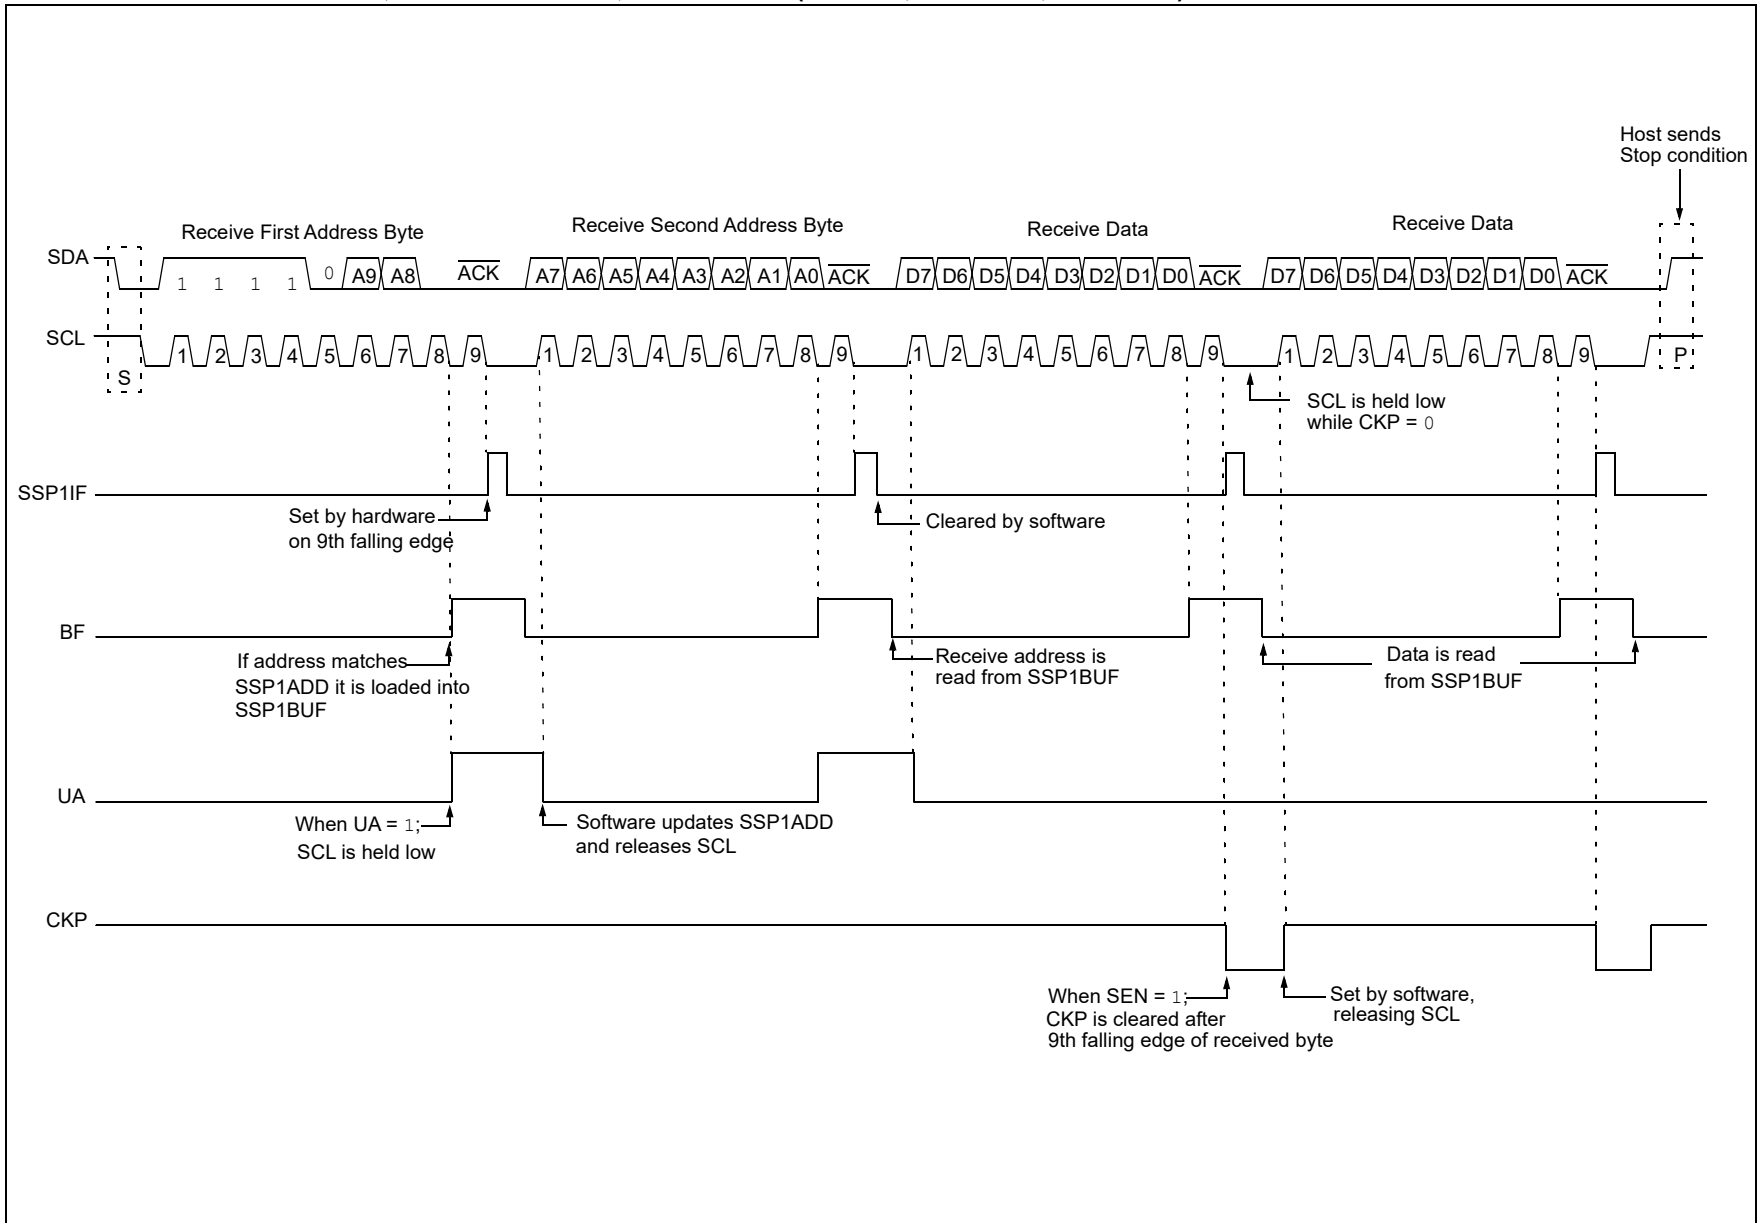 Host sends
Stop condition
Receive First Address Byte
Receive Second Address Byte
Receive Data
Receive Data
SDA
1 1 1 1 0 A9 A8 ACK A7 A6 A5 A4 A3 A2 A1 A0 ACK D7 D6 D5 D4 D3 D2 D1 D0 ACK D7 D6 D5 D4 D3 D2 D1 D0 ACK
SCL
S 1 2 3 4 5 6 7 8 9 1 2 3 4 5 6 7 8 9 1 2 3 4 5 6 7 8 9 1 2 3 4 5 6 7 8 9 P
SCL is held low
while CKP = 0
SSP1IF
Set by hardware
on 9th falling edge
Cleared by software
BF
If address matches
SSP1ADD it is loaded into
SSP1BUF
Receive address is
read from SSP1BUF
Data is read
from SSP1BUF
UA
When UA = 1;
SCL is held low
Software updates SSP1ADD
and releases SCL
CKP
When SEN = 1;
CKP is cleared after
9th falling edge of received byte
Set by software,
releasing SCL